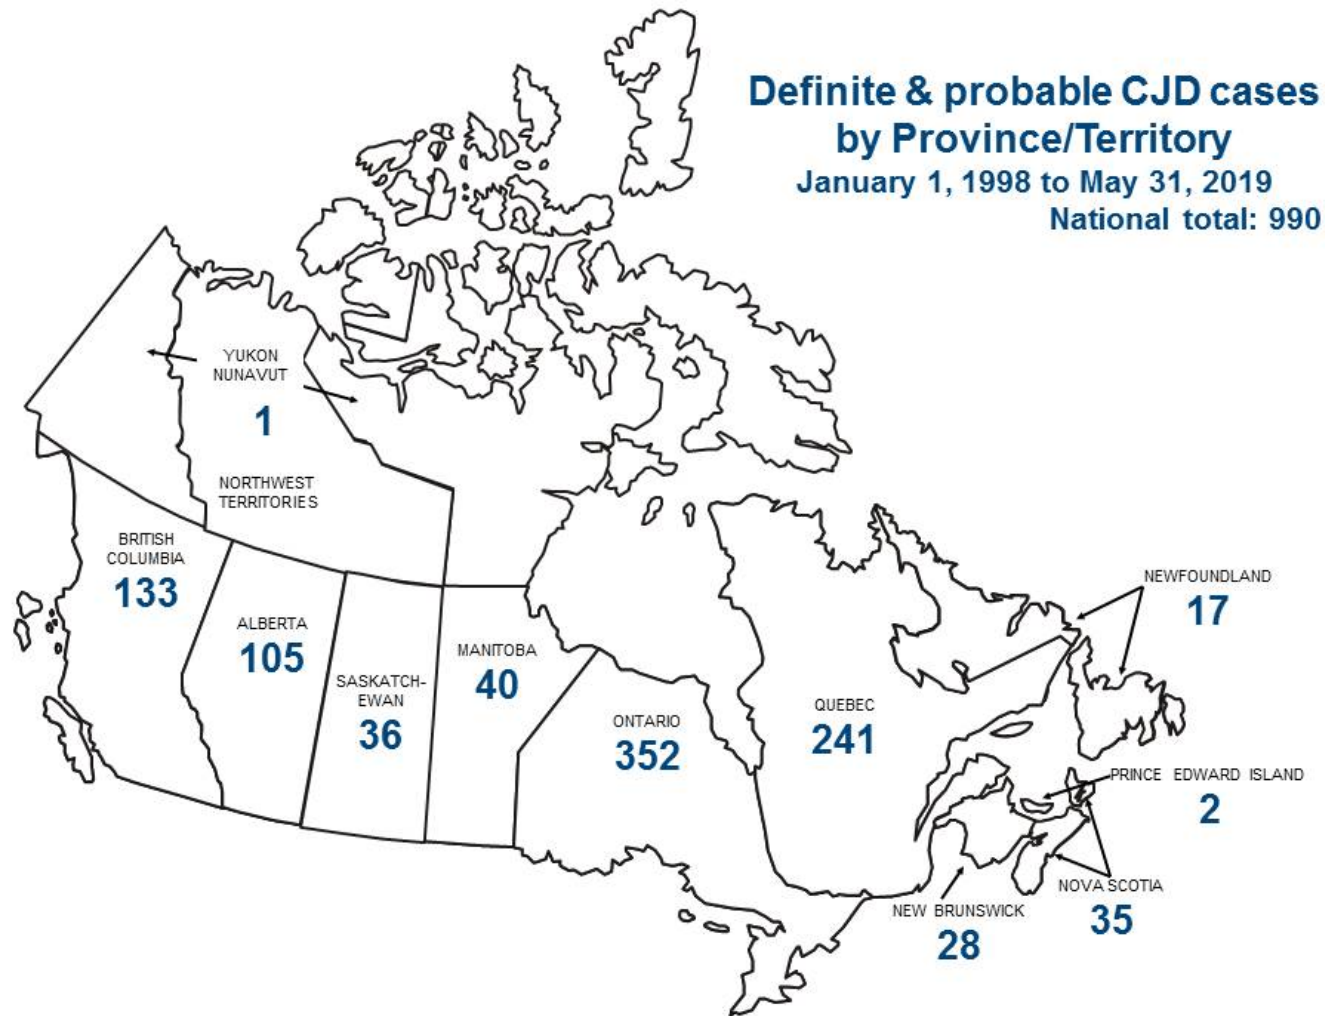 Definite & probable CJD cases
by Province/Territory
January 1, 1998 to May 31, 2019
National total: 990
YUKON
NUNAVUT
1
NORTHWEST
TERRITORIES
BRITISH
COLUMBIA
133
ALBERTA
105
SASKATCH-
EWAN
36
MANITOBA
40
ONTARIO
352
QUEBEC
241
NEWFOUNDLAND
17
PRINCE EDWARD ISLAND
2
NOVA SCOTIA
35
NEW BRUNSWICK
28